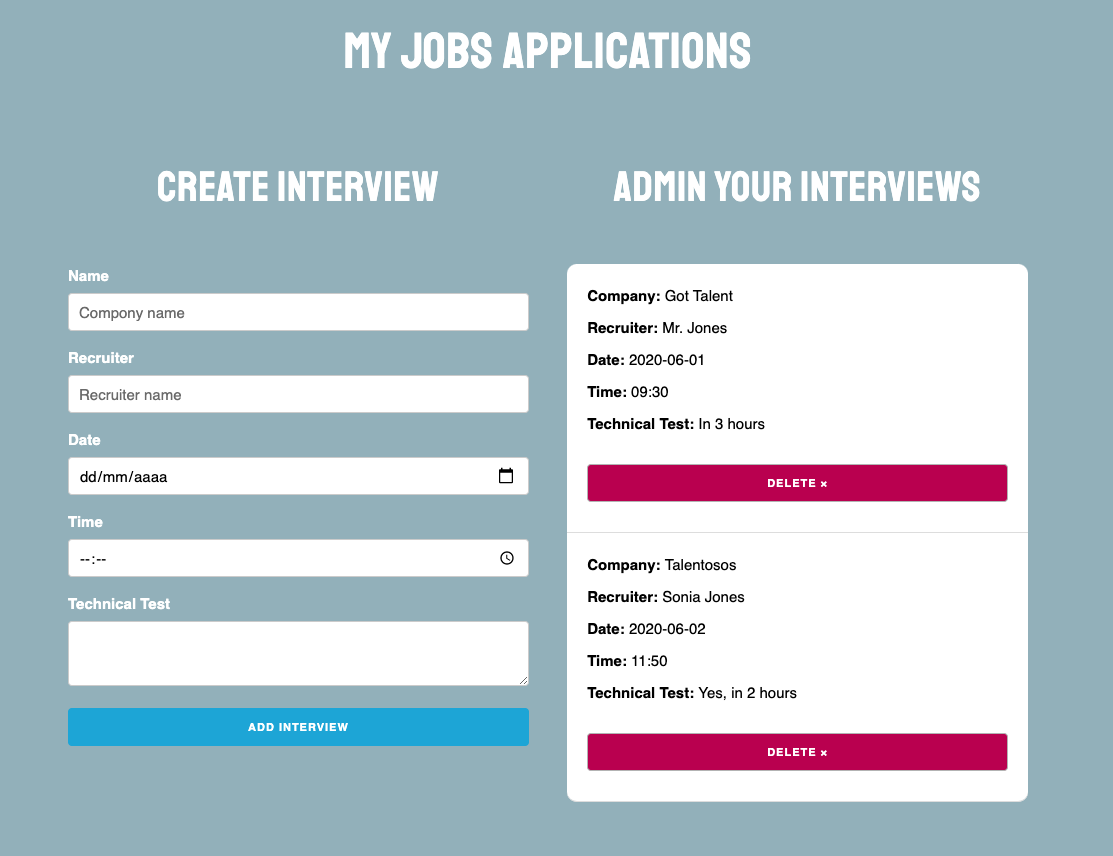 MY JOBS APPLICATIONS
CREATE INTERVIEW
Name
Compony name
Recruiter
Recruiter name
Date
dd/mm/aaaa
Time
--:--
Technical Test
ADD INTERVIEW
ADMIN YOUR INTERVIEWS
Company: Got Talent
Recruiter: Mr. Jones
Date: 2020-06-01
Time: 09:30
Technical Test: In 3 hours
DELETE ×
Company: Talentosos
Recruiter: Sonia Jones
Date: 2020-06-02
Time: 11:50
Technical Test: Yes, in 2 hours
DELETE ×